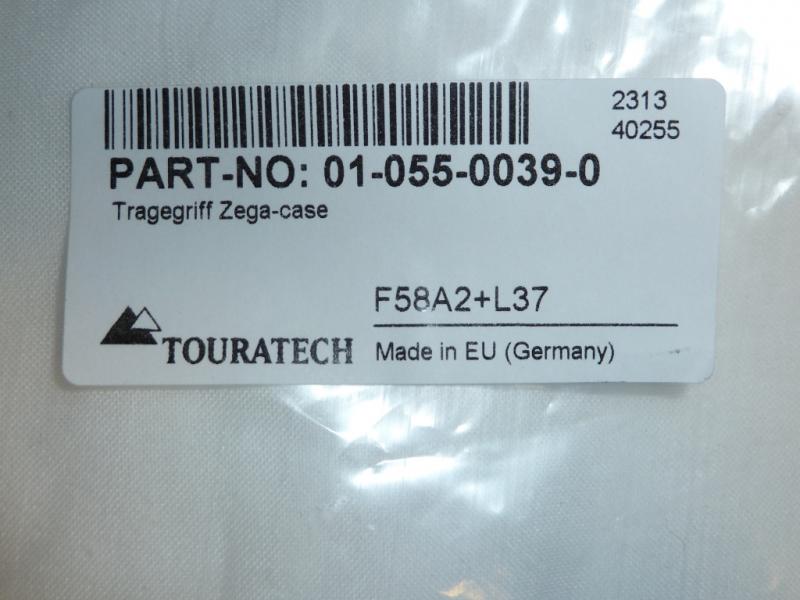 2313
40255
PART-NO: 01-055-0039-0
Tragegriff Zega-case
F58A2+L37
TOURATECH
Made in EU (Germany)